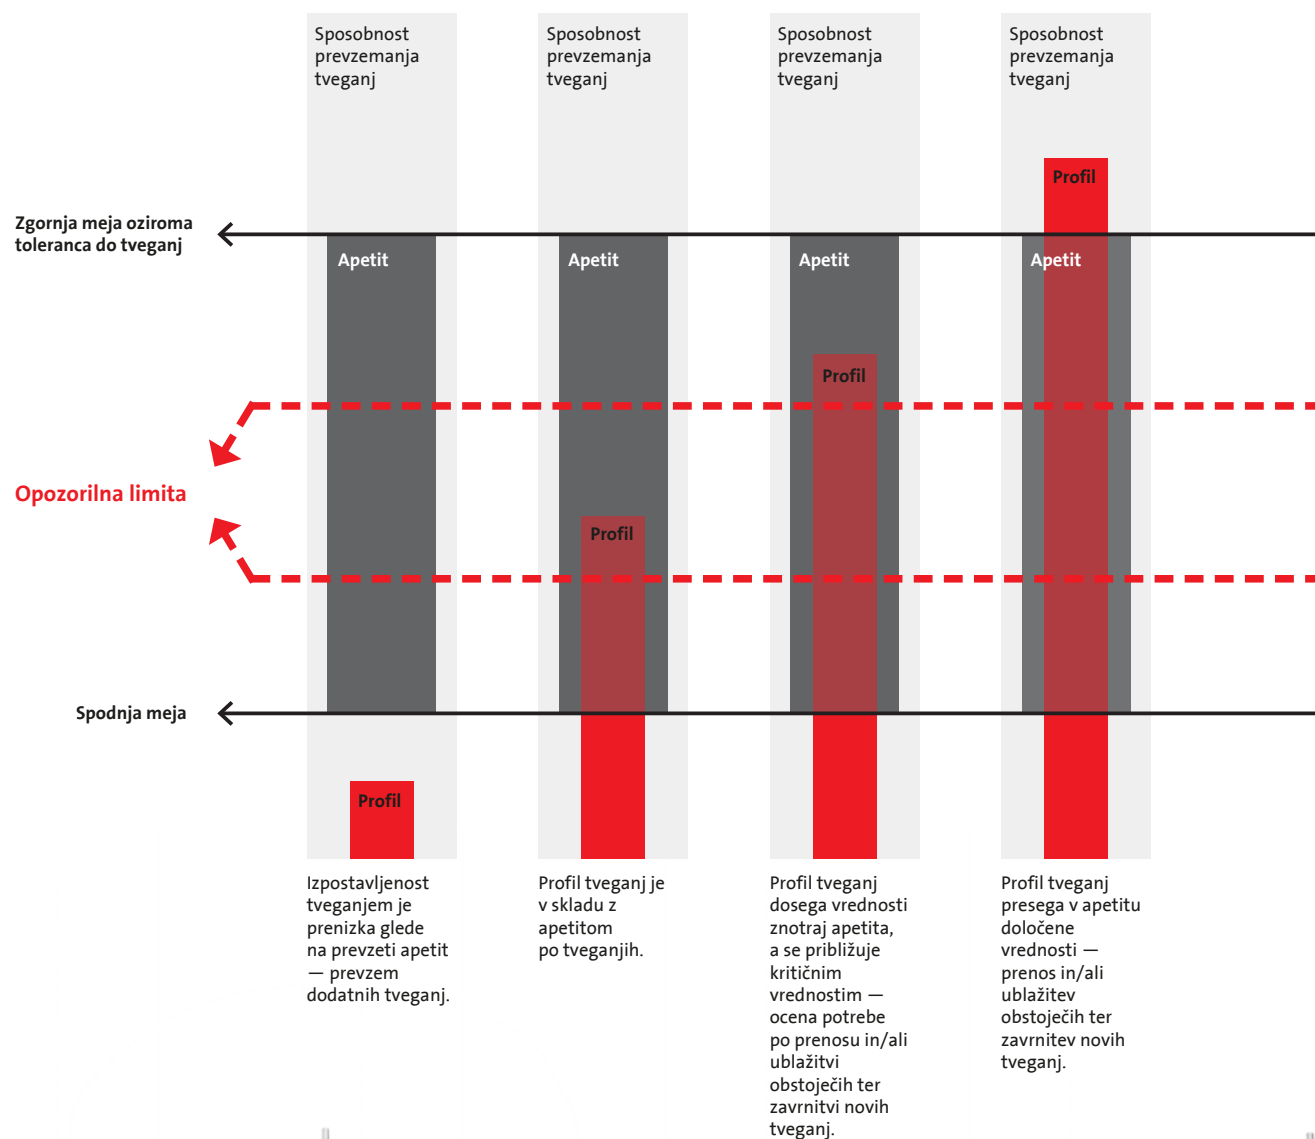 Sposobnost
prevzemanja
tveganj
Sposobnost
prevzemanja
tveganj
Sposobnost
prevzemanja
tveganj
Sposobnost
prevzemanja
tveganj
Profil
Zgornja meja oziroma
toleranca do tveganj
Apetit
Apetit
Apetit
Apetit
Profil
Opozorilna limita
Profil
Spodnja meja
Profil
Izpostavljenost
tveganjem je
prenizka glede
na prevzeti apetit
— prevzem
dodatnih tveganj.
Profil tveganj je
v skladu z
apetitom
po tveganjih.
Profil tveganj
dosega vrednosti
znotraj apetita,
a se približuje
kritičnim
vrednostim —
ocena potrebe
po prenosu in/ali
ublažitvi
obstoječih ter
zavrnitvi novih
tveganj.
Profil tveganj
presega v apetitu
določene
vrednosti —
prenos in/ali
ublažitev
obstoječih ter
zavrnitev novih
tveganj.